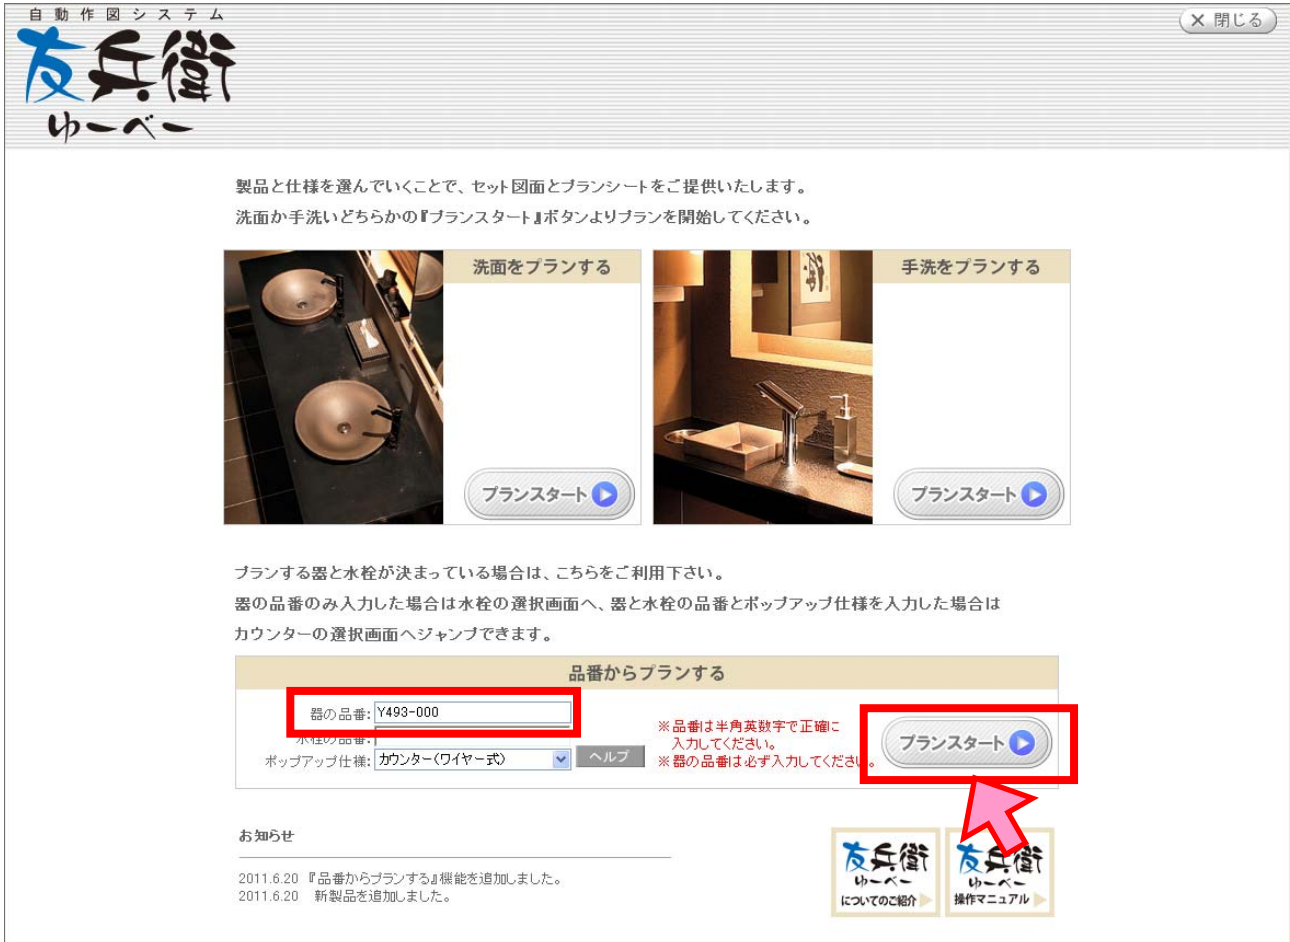 自動作図システム
× 閉じる
友兵衛
ゆーべー
製品と仕様を選んでいくことで、セット図面とプランシートをご提供いたします。
洗面か手洗いどちらかの『プランスタート』ボタンよりプランを開始してください。
洗面をプランする
手洗をプランする
プランスタート
プランスタート
プランする器と水栓が決まっている場合は、こちらをご利用下さい。
器の品番のみ入力した場合は水栓の選択画面へ、器と水栓の品番とポップアップ仕様を入力した場合は
カウンターの選択画面へジャンプできます。
品番からプランする
器の品番: Y493-000
水栓の品番:
ポップアップ仕様: カウンター(ワイヤー式)
ヘルプ
※品番は半角英数字で正確に
入力してください。
※器の品番は必ず入力してください。
プランスタート
お知らせ
2011.6.20 『品番からプランする』機能を追加しました。
2011.6.20 新製品を追加しました。
友兵衛
ゆーべー
についてのご紹介
友兵衛
ゆーべー
操作マニュアル